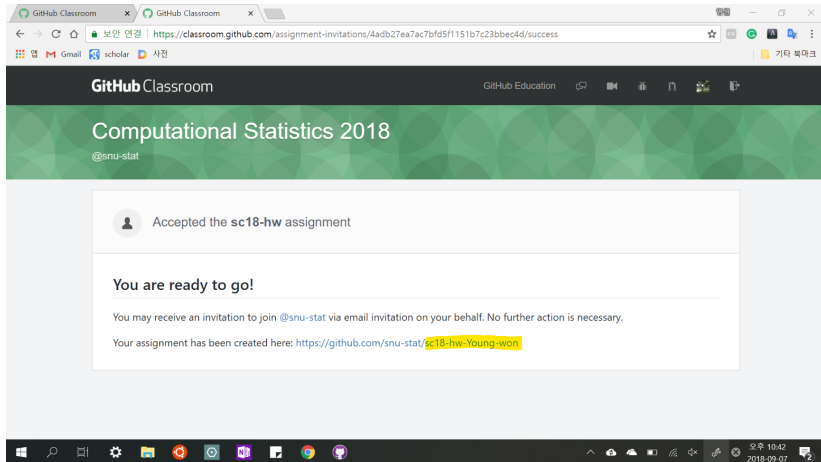 GitHub Classroom
GitHub Classroom
보안 연결 | https://classroom.github.com/assignment-invitations/4adb27ea7ac7bfd5f1151b7c23bbec4d/success
앱 Gmail scholar 사전 기타 북마크
GitHub Classroom
GitHub Education
Computational Statistics 2018
@snu-stat
Accepted the sc18-hw assignment
You are ready to go!
You may receive an invitation to join @snu-stat via email invitation on your behalf. No further action is necessary.
Your assignment has been created here: https://github.com/snu-stat/sc18-hw-Young-won
오후 10:42
2018-09-07